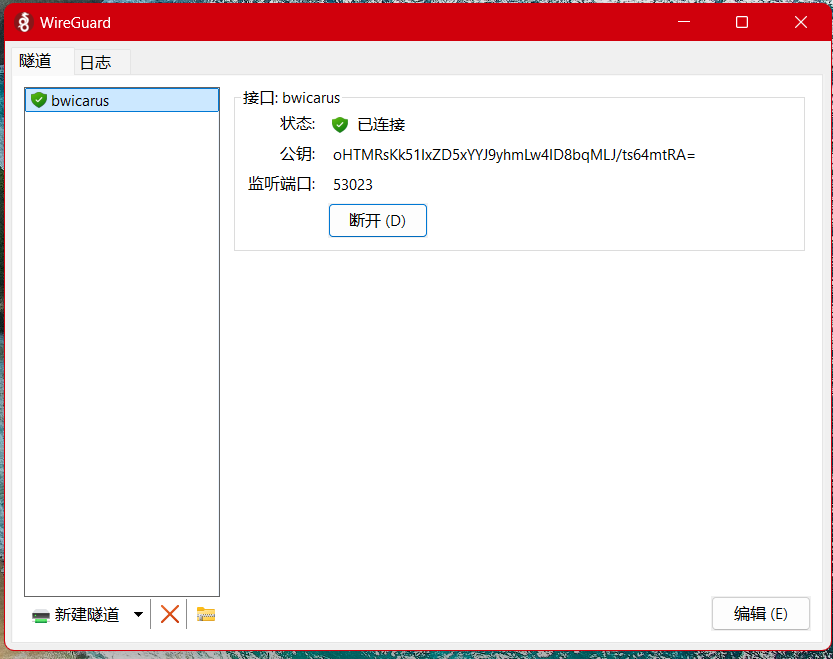 WireGuard
隧道
日志
bwicarus
接口: bwicarus
状态: 已连接
公钥: oHTMRsKk51IxZD5xYYJ9yhmLw4ID8bqMLJ/ts64mtRA=
监听端口: 53023
断开 (D)
新建隧道
编辑 (E)